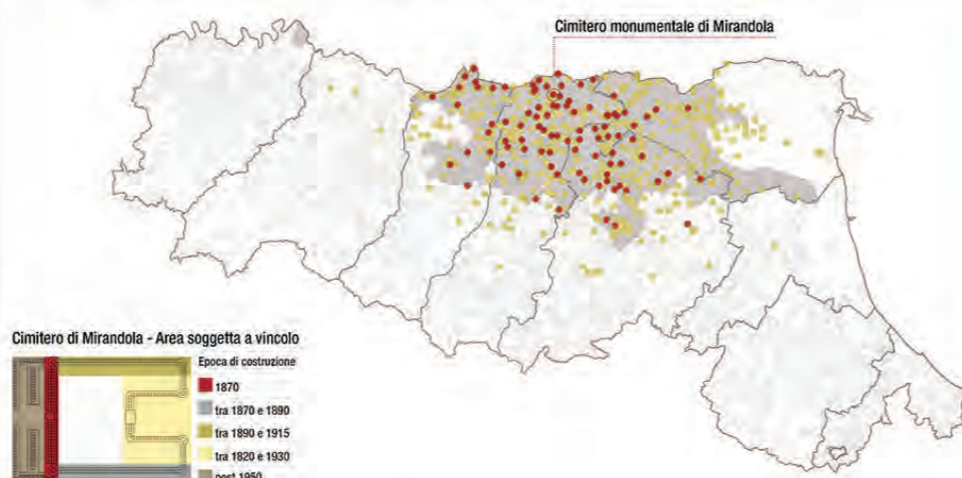 Cimitero monumentale di Mirandola
Cimitero di Mirandola - Area soggetta a vincolo
Epoca di costruzione
1870
tra 1870 e 1890
tra 1890 e 1915
tra 1820 e 1930
post 1950